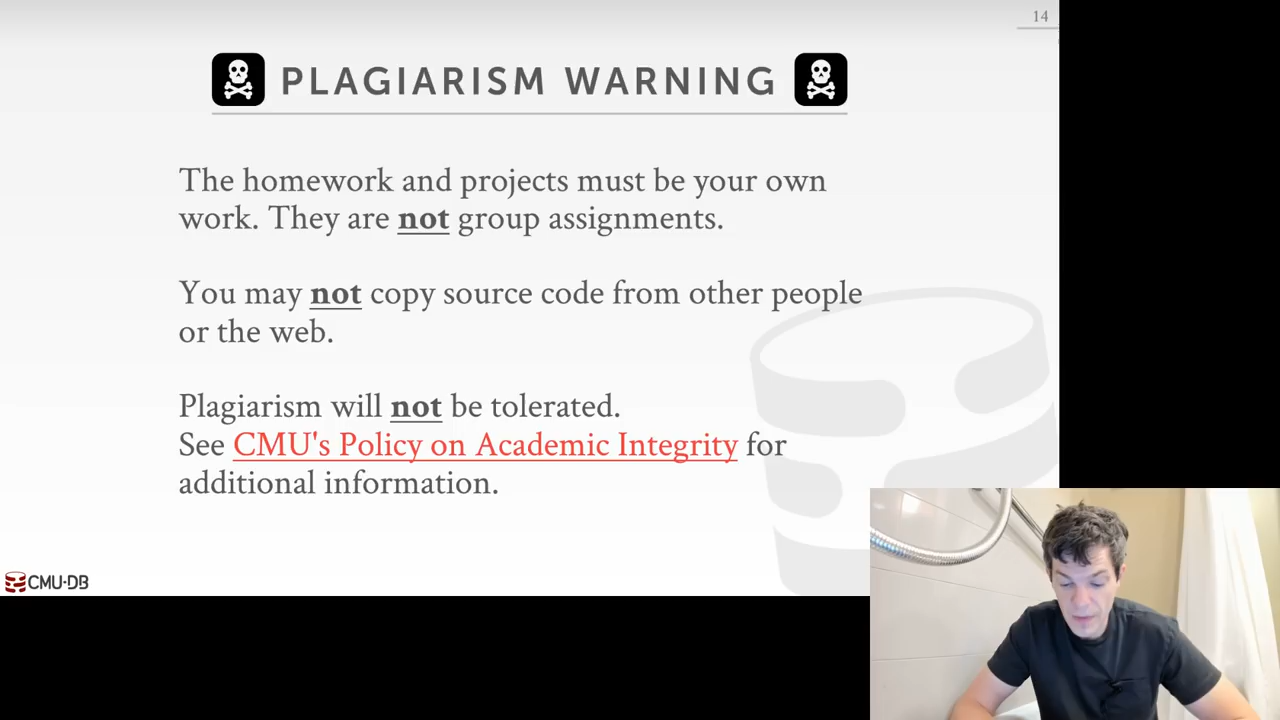 14
PLAGIARISM WARNING
The homework and projects must be your own
work. They are not group assignments.
You may not copy source code from other people
or the web.
Plagiarism will not be tolerated.
See CMU's Policy on Academic Integrity for
additional information.
CMU·DB